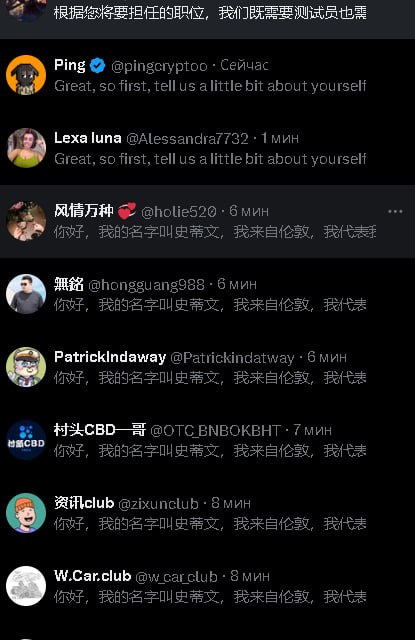 根据您将要担任的职位，我们既需要测试员也需
Ping @pingcryptoo · Сейчас
Great, so first, tell us a little bit about yourself
Lexa luna @Alessandra7732 · 1 мин
Great, so first, tell us a little bit about yourself
风情万种 💞 @holie520 · 6 мин
你好，我的名字叫史蒂文，我来自伦敦，我代表我
無銘 @hongguang988 · 6 мин
你好，我的名字叫史蒂文，我来自伦敦，我代表
PatrickIndaway @Patrickindatway · 6 мин
你好，我的名字叫史蒂文，我来自伦敦，我代表
村头CBD一哥 @OTC_BNBOKBHT · 7 мин
村頭CBD
你好，我的名字叫史蒂文，我来自伦敦，我代表
资讯.club @zixunclub · 8 мин
你好，我的名字叫史蒂文，我来自伦敦，我代表
W.Car.club @w_car_club · 8 мин
你好，我的名字叫史蒂文，我来自伦敦，我代表